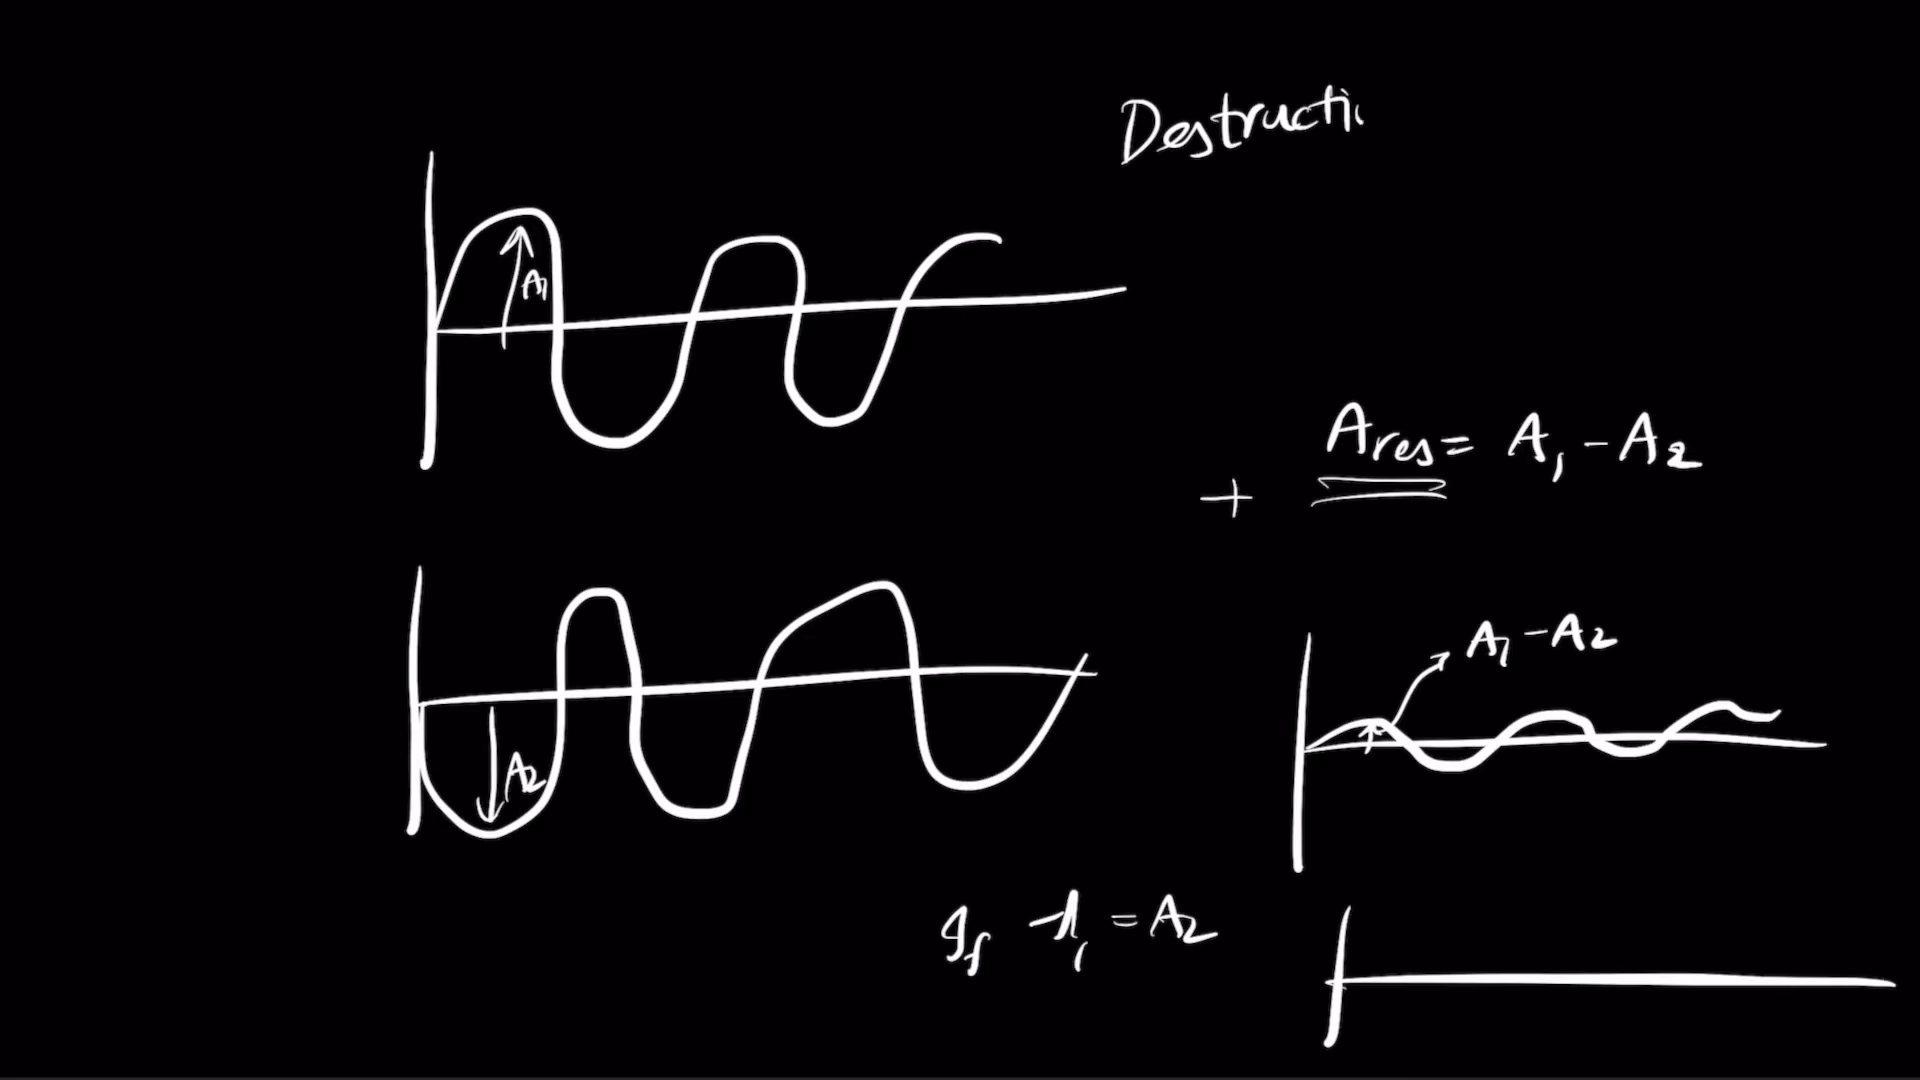 Destructi
A1
+ Ares = A1 - A2
A1 - A2
A2
If A1 = A2